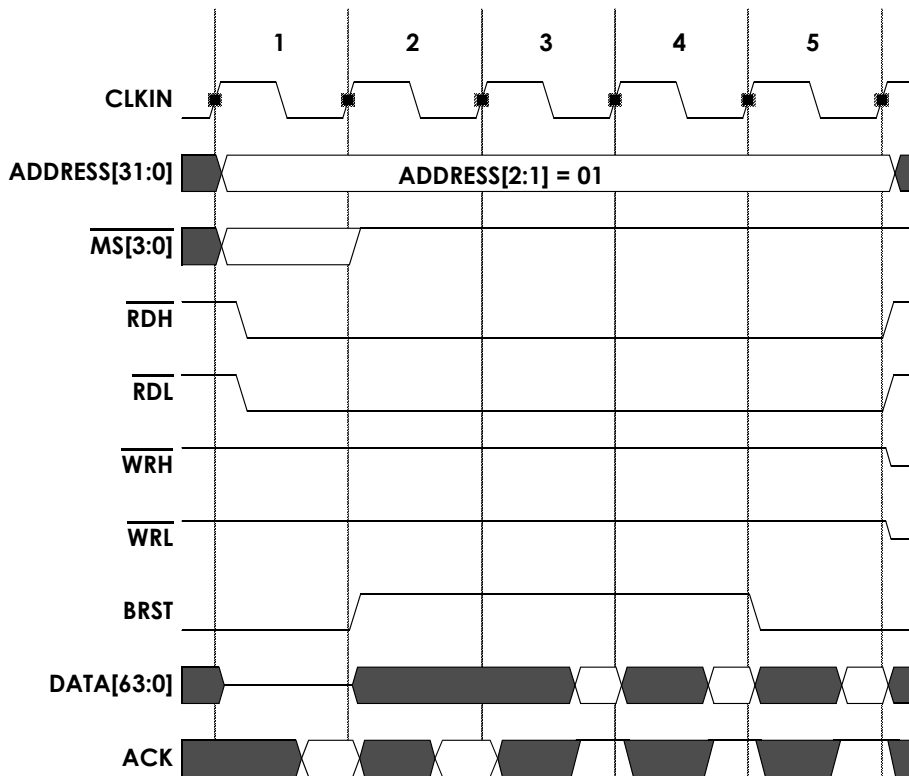 1 2 3 4 5
CLKIN
ADDRESS[31:0]
ADDRESS[2:1] = 01
MS[3:0]
RDH
RDL
WRH
WRL
BRST
DATA[63:0]
ACK